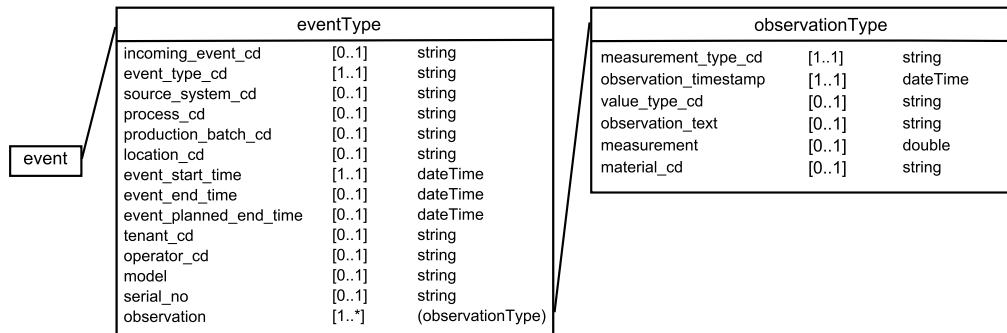 event
eventType
incoming_event_cd [0..1] string
event_type_cd [1..1] string
source_system_cd [0..1] string
process_cd [0..1] string
production_batch_cd [0..1] string
location_cd [0..1] string
event_start_time [1..1] dateTime
event_end_time [0..1] dateTime
event_planned_end_time [0..1] dateTime
tenant_cd [0..1] string
operator_cd [0..1] string
model [0..1] string
serial_no [0..1] string
observation [1..*] (observationType)
observationType
measurement_type_cd [1..1] string
observation_timestamp [1..1] dateTime
value_type_cd [0..1] string
observation_text [0..1] string
measurement [0..1] double
material_cd [0..1] string